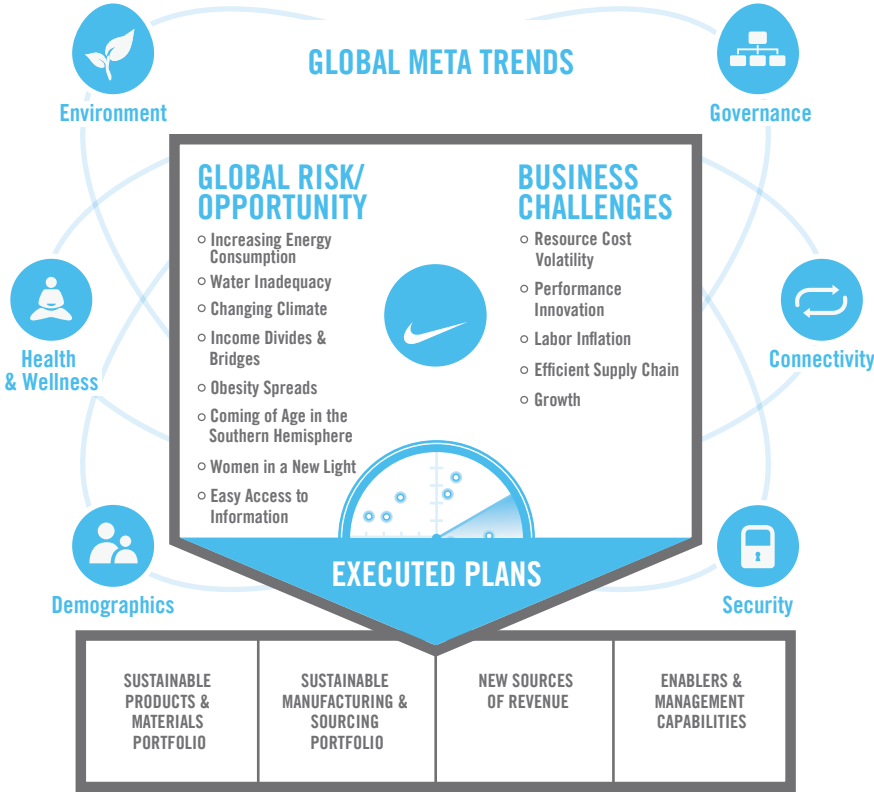 GLOBAL META TRENDS
Environment
Governance
GLOBAL RISK/
OPPORTUNITY
Increasing Energy
Consumption
Water Inadequacy
Changing Climate
Income Divides &
Bridges
Obesity Spreads
Coming of Age in the
Southern Hemisphere
Women in a New Light
Easy Access to
Information
BUSINESS
CHALLENGES
Resource Cost
Volatility
Performance
Innovation
Labor Inflation
Efficient Supply Chain
Growth
Health
& Wellness
Connectivity
Demographics
Security
EXECUTED PLANS
SUSTAINABLE
PRODUCTS &
MATERIALS
PORTFOLIO
SUSTAINABLE
MANUFACTURING &
SOURCING
PORTFOLIO
NEW SOURCES
OF REVENUE
ENABLERS &
MANAGEMENT
CAPABILITIES